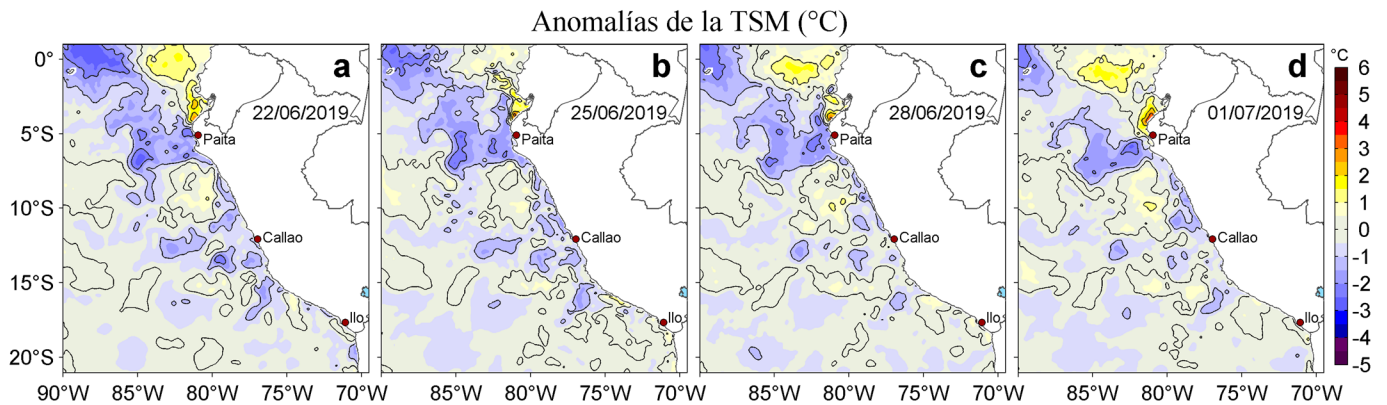 Anomalías de la TSM (°C)
a
b
c
d
22/06/2019
25/06/2019
28/06/2019
01/07/2019
Paita
Paita
Paita
Paita
Callao
Callao
Callao
Callao
Ilo
Ilo
Ilo
Ilo
0°
5°S
10°S
15°S
20°S
90°W 85°W 80°W 75°W 70°W
85°W 80°W 75°W 70°W
85°W 80°W 75°W 70°W
85°W 80°W 75°W 70°W
°C
6
5
4
3
2
1
0
-1
-2
-3
-4
-5